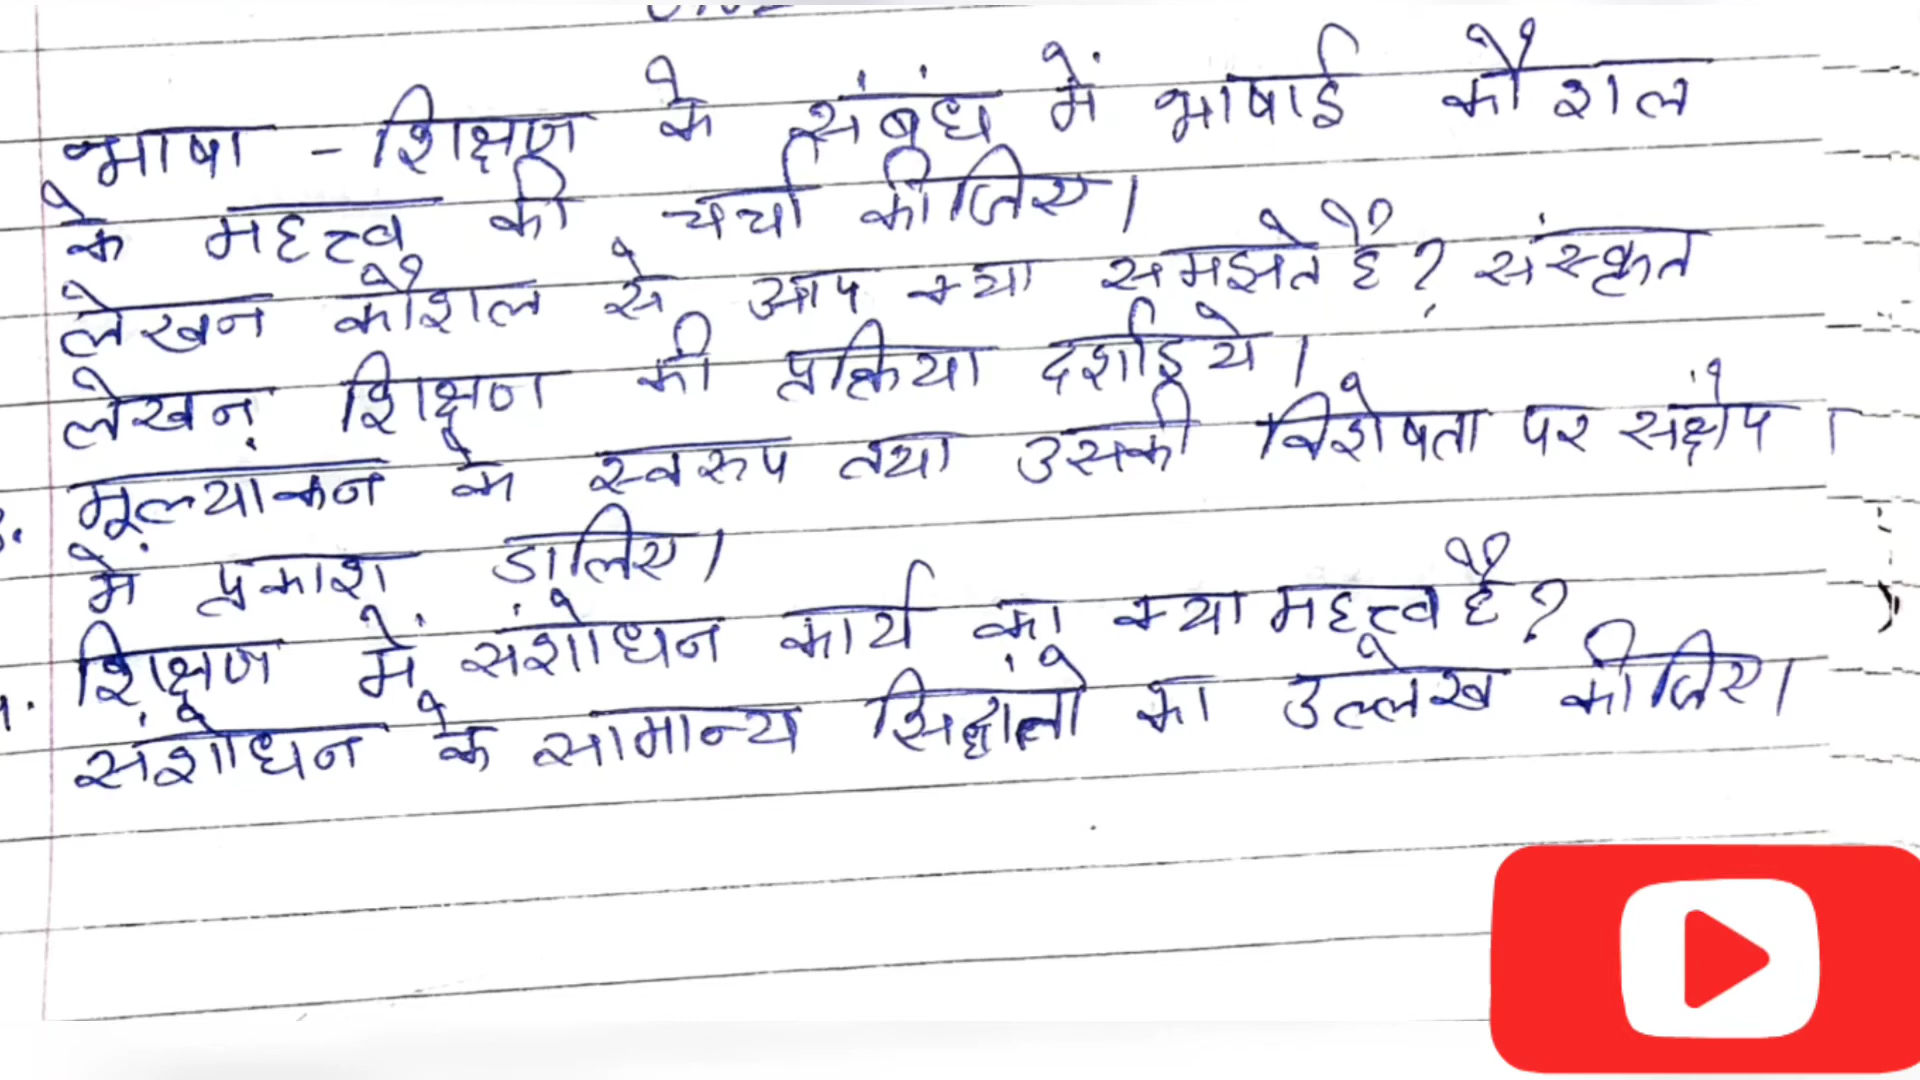 भाषा - शिक्षण के संबंध में भाषाई कौशल
के महत्त्व की चर्चा कीजिए।
लेखन कौशल से आप क्या समझते है? संस्कृत
लेखन शिक्षण की प्रक्रिया दर्शाइये।
3. मूल्याकन के स्वरुप तथा उसकी विशेषता पर संक्षेप
में प्रकाश डालिए।
शिक्षण में संशोधन कार्य का क्या महत्त्व है?
संशोधन के सामान्य सिद्धांतो का उल्लेख कीजिए।